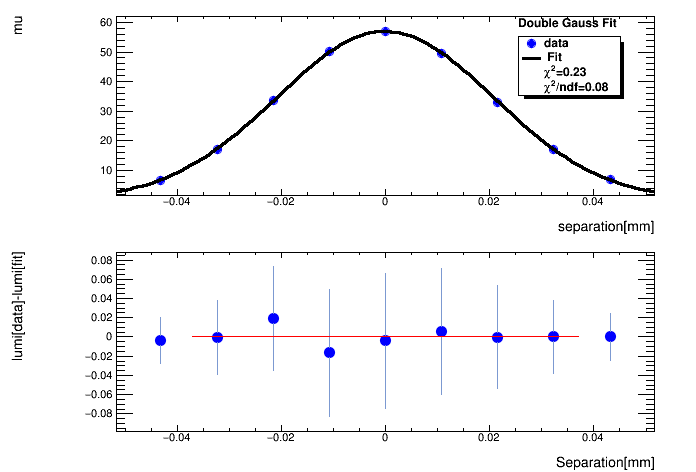 Double Gauss Fit
mu
60
50
40
30
20
10
data
Fit
χ²=0.23
χ²/ndf=0.08
−0.04 −0.02 0 0.02 0.04
separation[mm]
lumi[data]-lumi[fit]
0.08
0.06
0.04
0.02
0
−0.02
−0.04
−0.06
−0.08
−0.04 −0.02 0 0.02 0.04
Separation[mm]